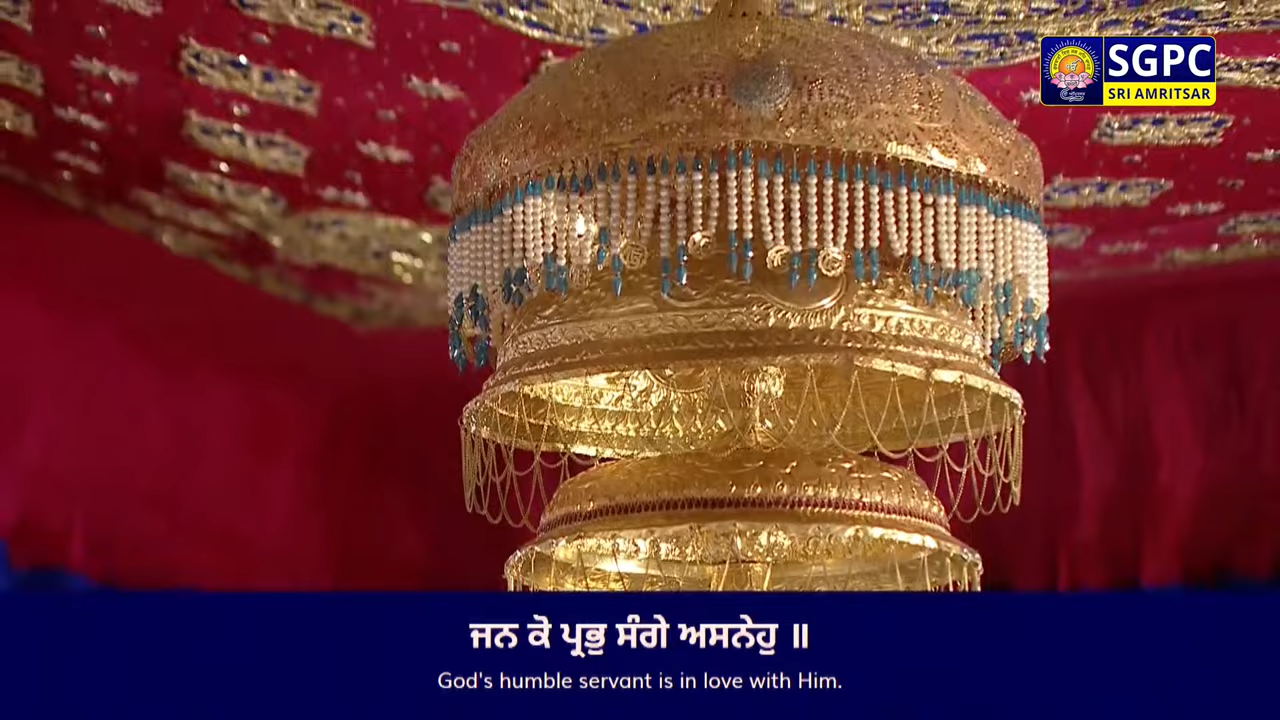 SGPC
SRI AMRITSAR
ਜਨ ਕੋ ਪ੍ਰਭੁ ਸੰਗੇ ਅਸਨੇਹੁ ॥
God's humble servant is in love with Him.